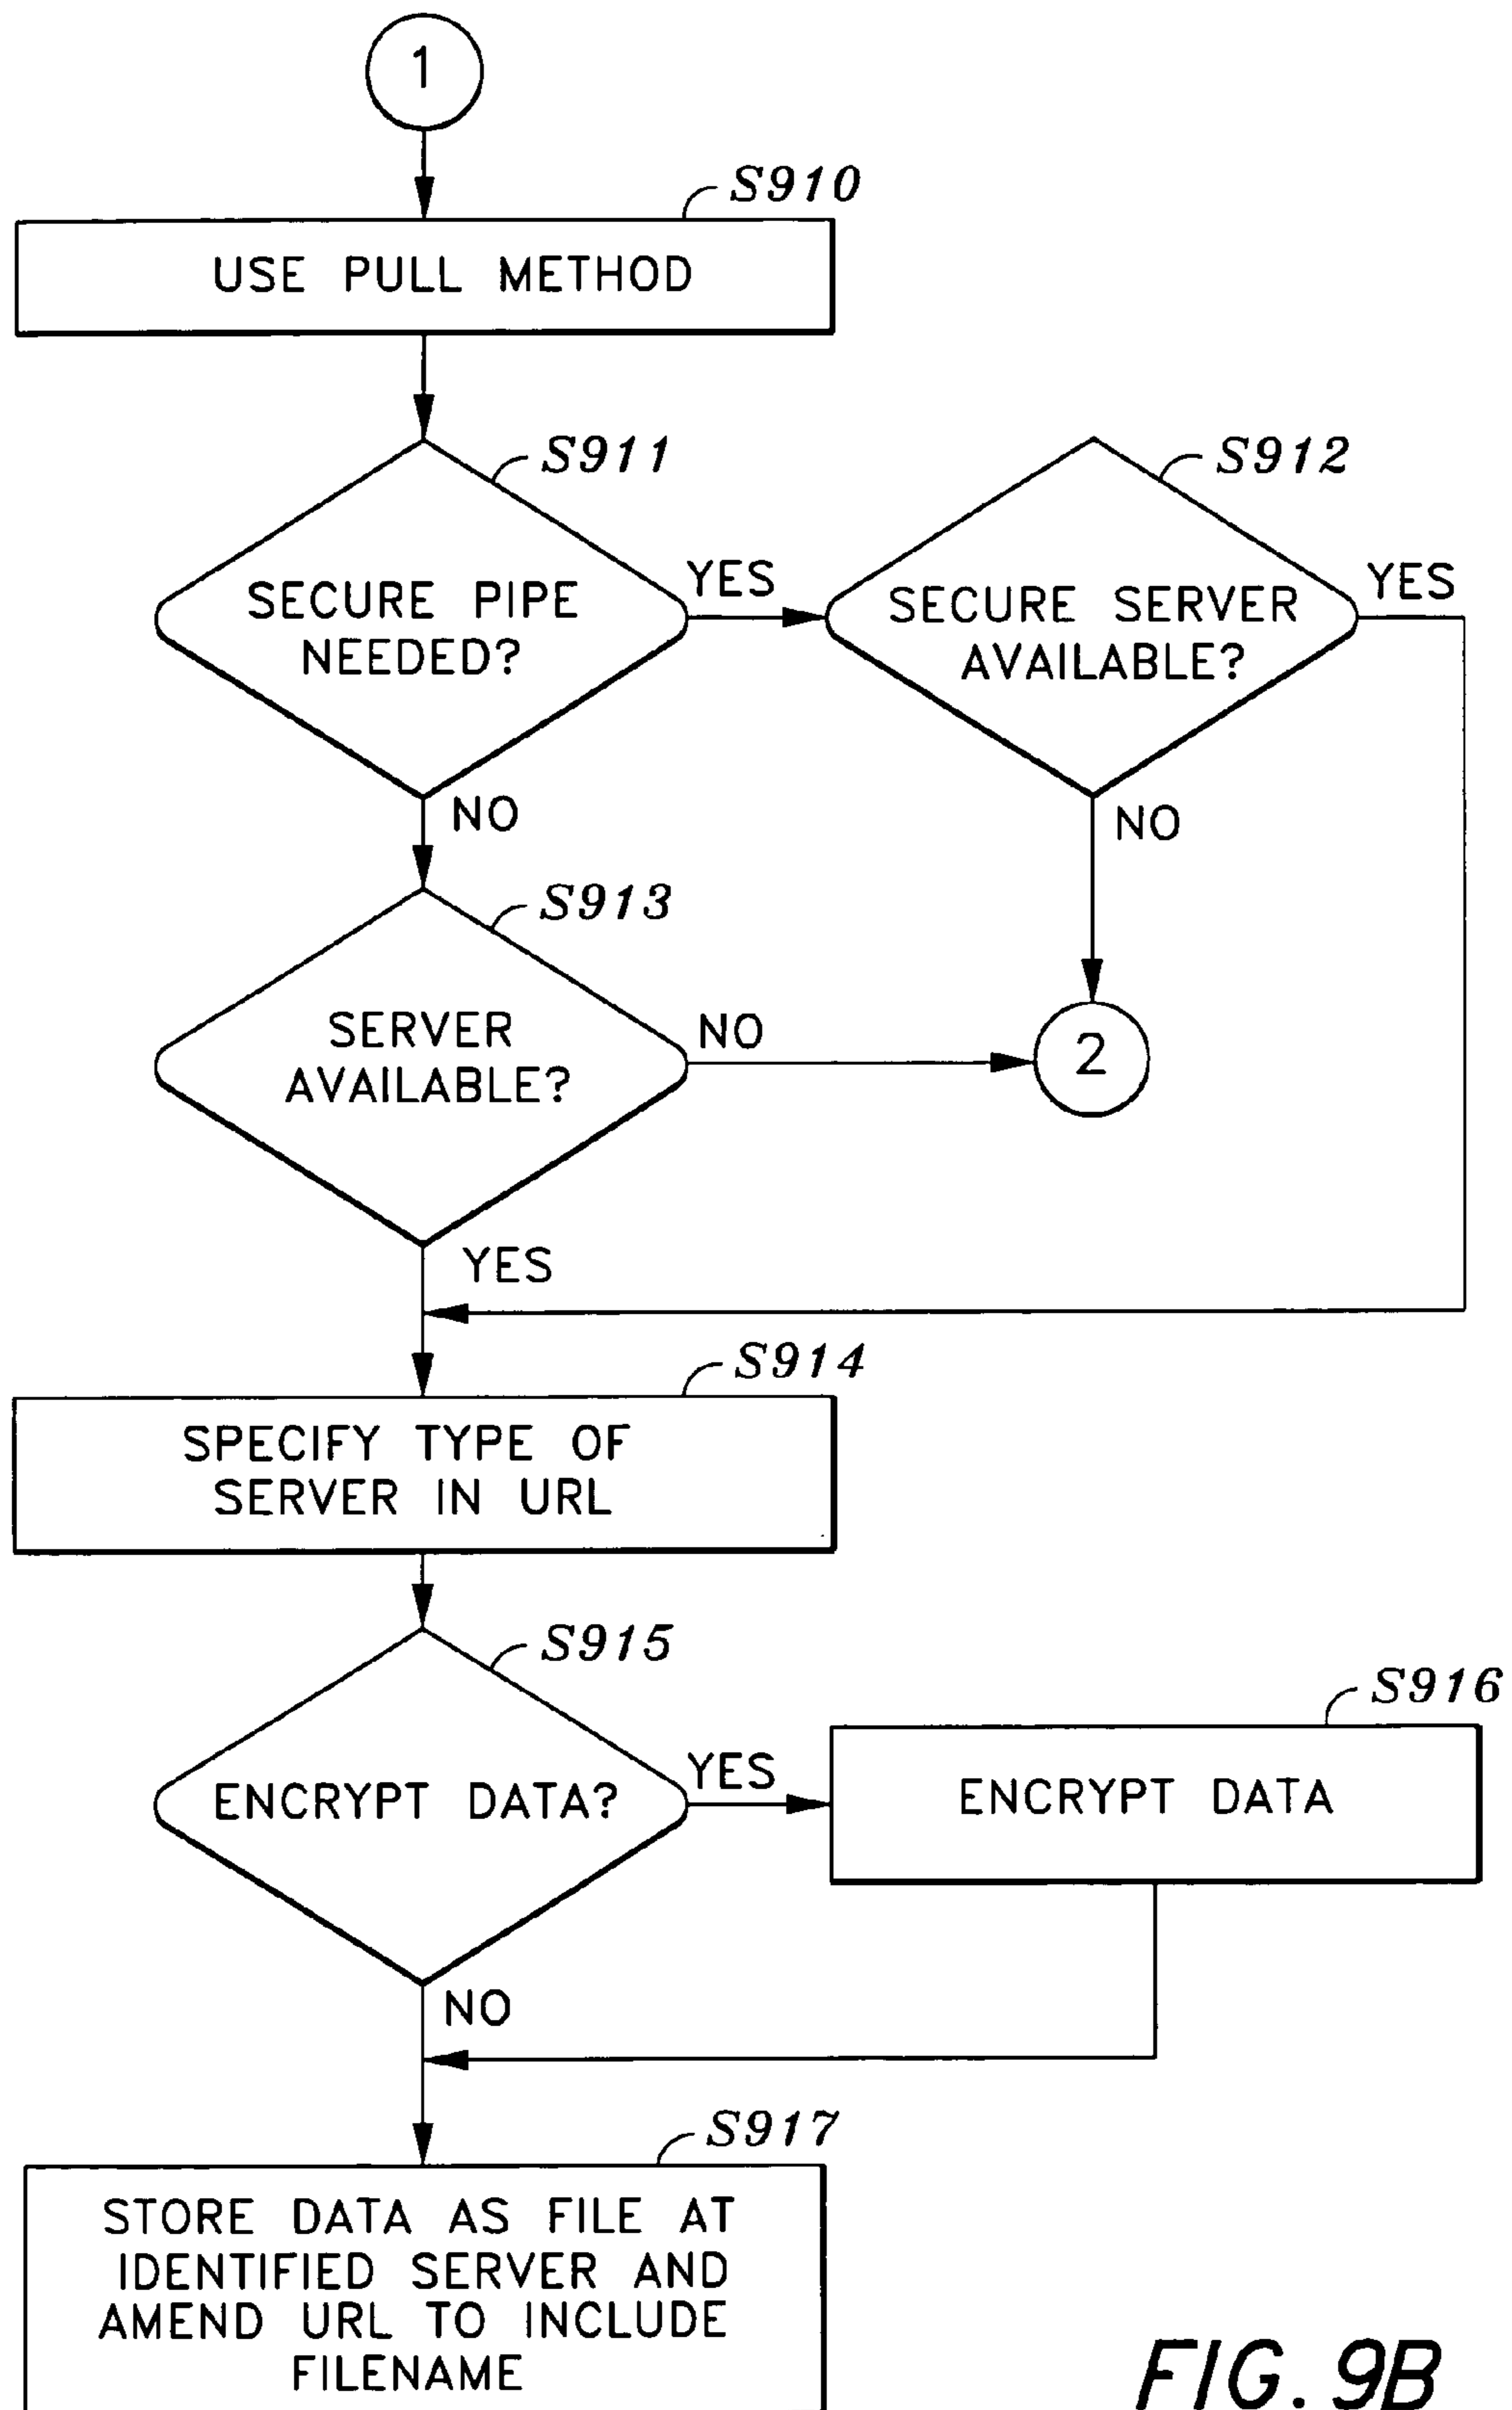 1
S910
USE PULL METHOD
S911
S912
SECURE PIPE
NEEDED?
YES
SECURE SERVER
AVAILABLE?
YES
NO
NO
S913
SERVER
AVAILABLE?
NO
2
YES
S914
SPECIFY TYPE OF
SERVER IN URL
S915
S916
ENCRYPT DATA?
YES
ENCRYPT DATA
NO
S917
STORE DATA AS FILE AT
IDENTIFIED SERVER AND
AMEND URL TO INCLUDE
FILENAME
FIG. 9B